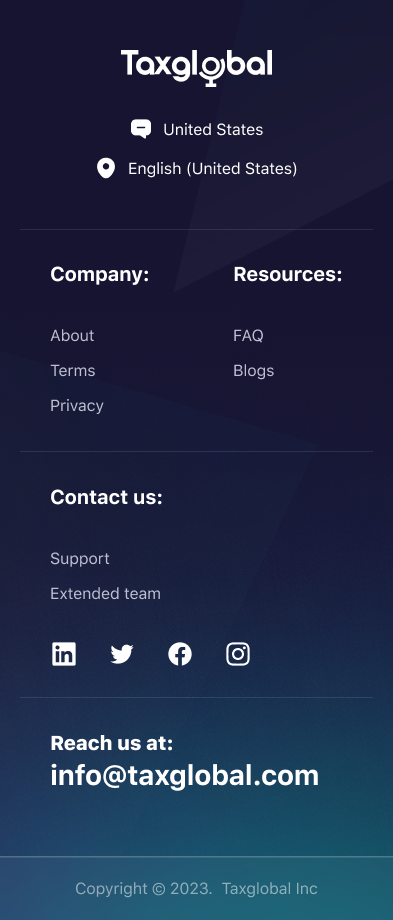 Taxglobal
United States
English (United States)
Company:
About
Terms
Privacy
Resources:
FAQ
Blogs
Contact us:
Support
Extended team
Reach us at:
info@taxglobal.com
Copyright © 2023. Taxglobal Inc